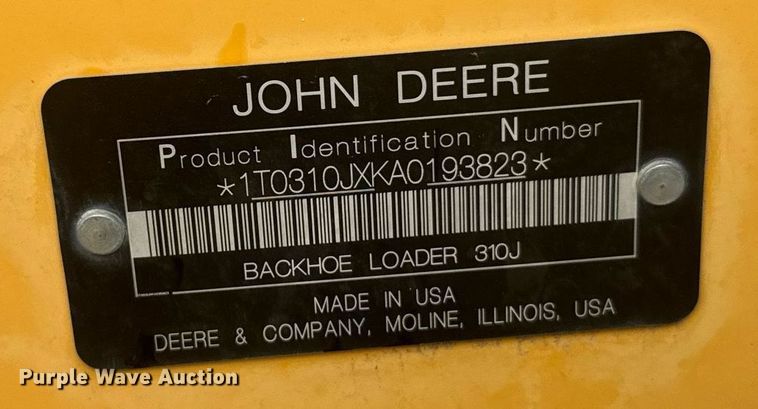 JOHN DEERE
Product Identification Number
*1T0310JXKA0193823*
BACKHOE LOADER 310J
MADE IN USA
DEERE & COMPANY, MOLINE, ILLINOIS, USA
Purple Wave Auction